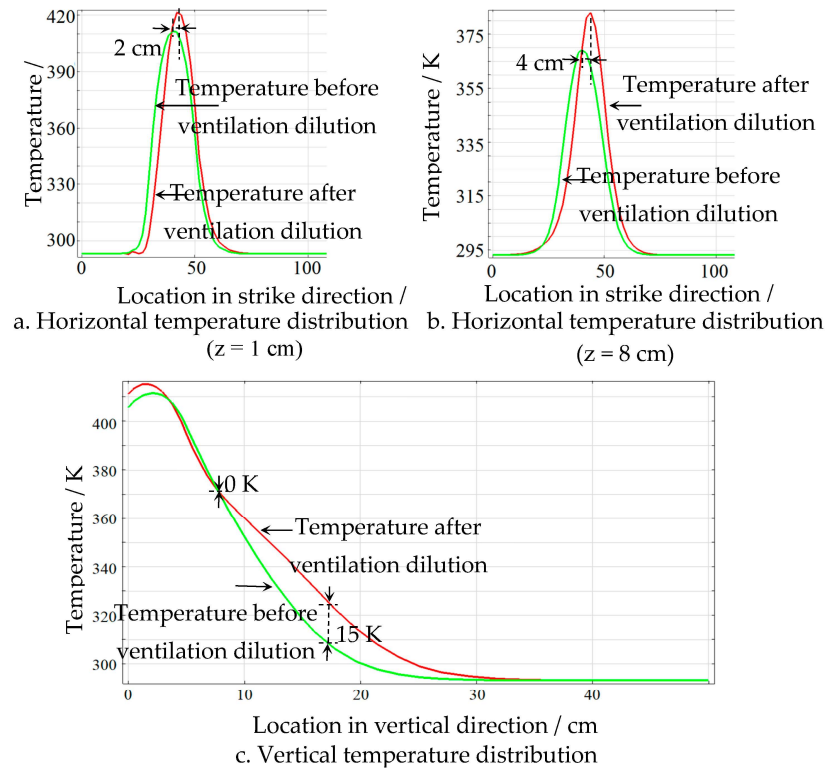 420
390
360
330
300
0
50
100
Temperature /
2 cm
Temperature before
ventilation dilution
Temperature after
ventilation dilution
Location in strike direction /
a. Horizontal temperature distribution
(z = 1 cm)
375
355
335
315
295
0
50
100
Temperature / K
4 cm
Temperature after
ventilation dilution
Temperature before
ventilation dilution
Location in strike direction /
b. Horizontal temperature distribution
(z = 8 cm)
400
380
360
340
320
300
0
10
20
30
40
Temperature / K
0 K
Temperature after
ventilation dilution
Temperature before
ventilation dilution
15 K
Location in vertical direction / cm
c. Vertical temperature distribution